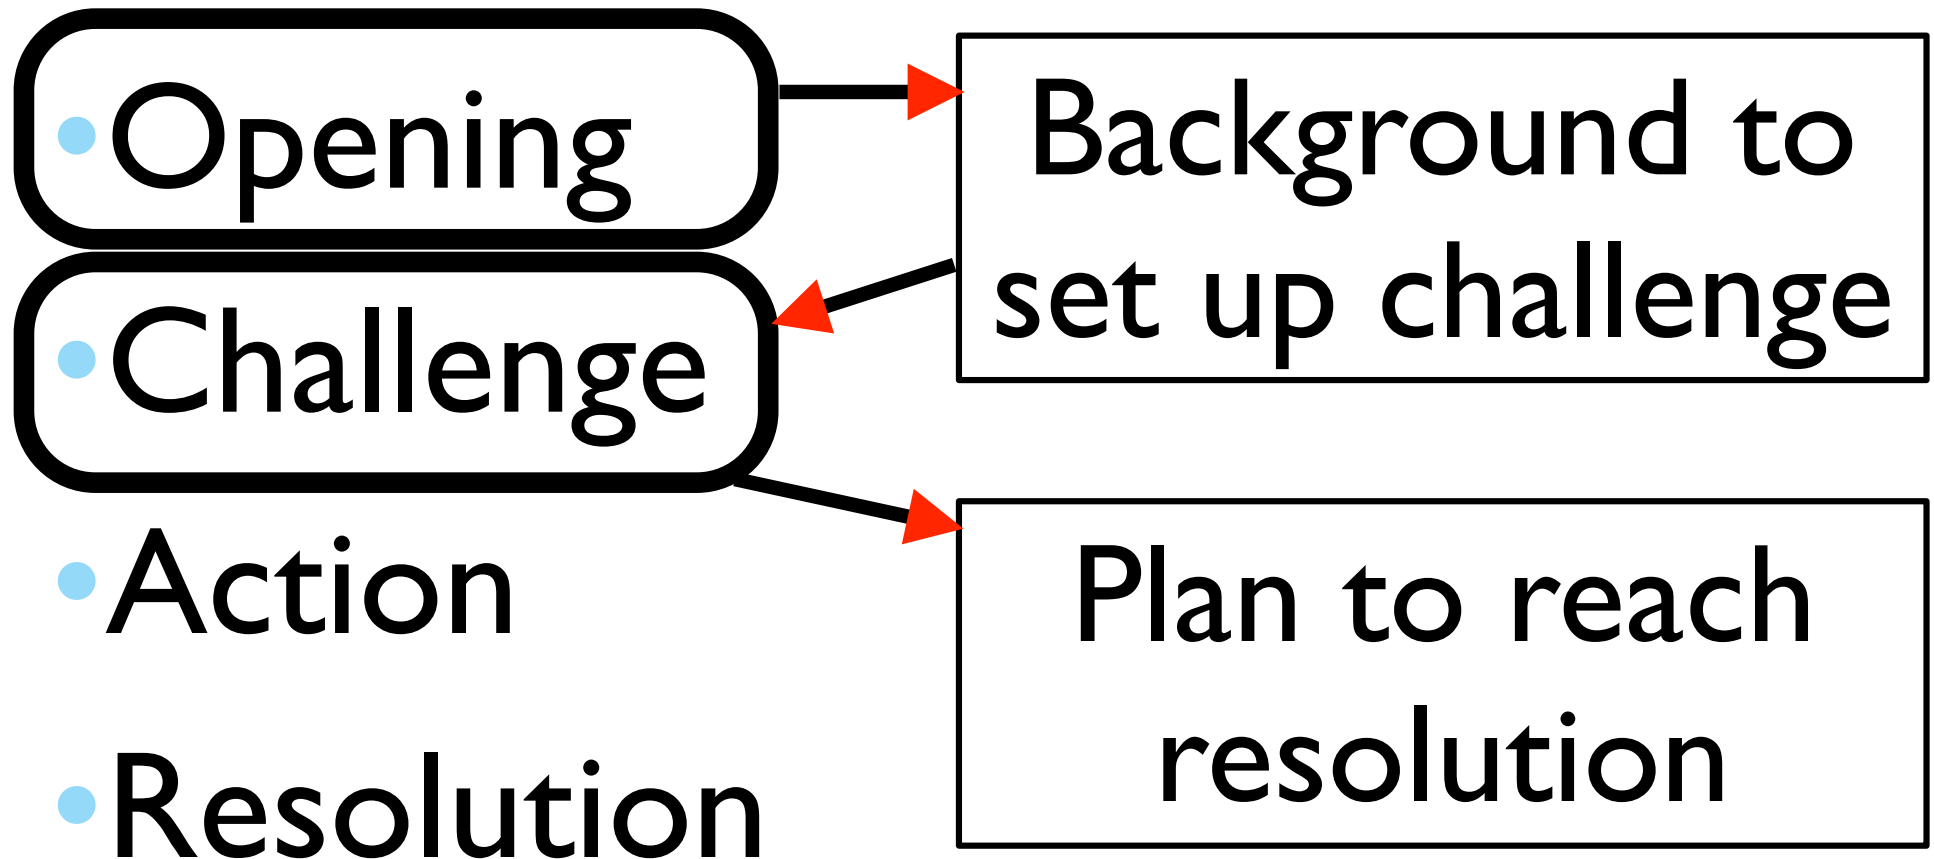 • Opening
• Challenge
• Action
• Resolution
Background to
set up challenge
Plan to reach
resolution